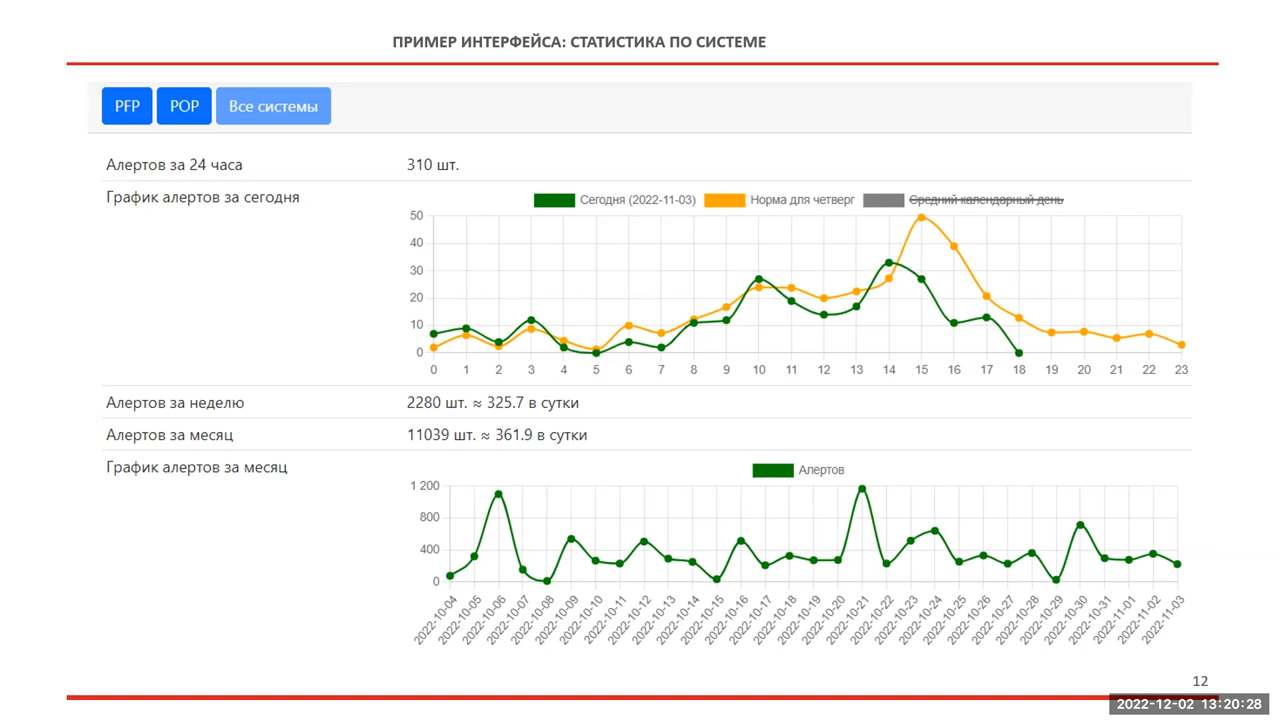 ПРИМЕР ИНТЕРФЕЙСА: СТАТИСТИКА ПО СИСТЕМЕ
PFP POP Все системы
Алертов за 24 часа 310 шт.
График алертов за сегодня
Сегодня (2022-11-03) Норма для четверг Средний календарный день
50
40
30
20
10
0
0 1 2 3 4 5 6 7 8 9 10 11 12 13 14 15 16 17 18 19 20 21 22 23
Алертов за неделю 2280 шт. ≈ 325.7 в сутки
Алертов за месяц 11039 шт. ≈ 361.9 в сутки
График алертов за месяц
Алертов
1 200
800
400
0
2022-10-04 2022-10-05 2022-10-06 2022-10-07 2022-10-08 2022-10-09 2022-10-10 2022-10-11 2022-10-12 2022-10-13 2022-10-14 2022-10-15 2022-10-16 2022-10-17 2022-10-18 2022-10-19 2022-10-20 2022-10-21 2022-10-22 2022-10-23 2022-10-24 2022-10-25 2022-10-26 2022-10-27 2022-10-28 2022-10-29 2022-10-30 2022-10-31 2022-11-01 2022-11-02 2022-11-03
12
2022-12-02 13:20:28